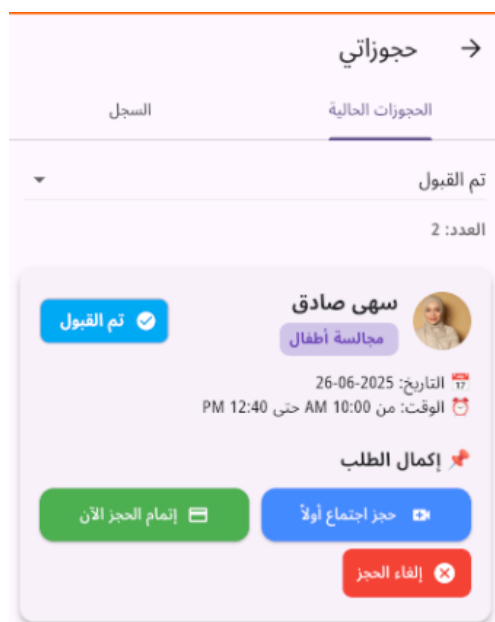 حجوزاتي
الحجوزات الحالية
السجل
تم القبول
العدد: 2
سهى صادق
تم القبول
مجالسة أطفال
التاريخ: 2025-06-26
الوقت: من 10:00 AM حتى 12:40 PM
إكمال الطلب
حجز اجتماع أولاً
إتمام الحجز الآن
إلغاء الحجز